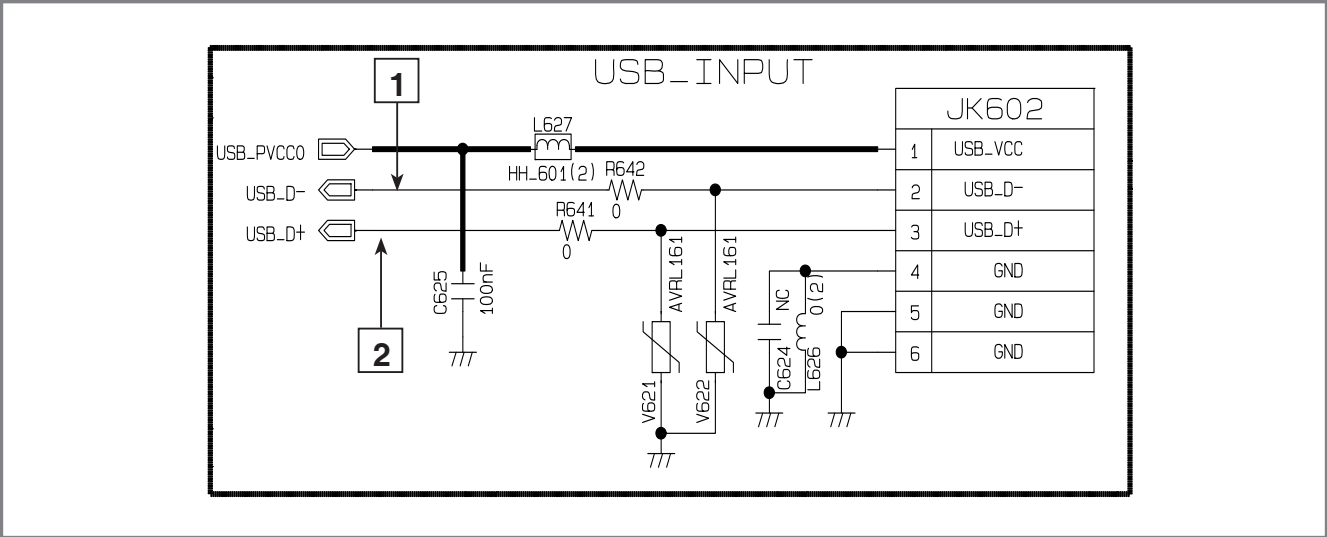 USB_INPUT
1
JK602
L627
USB_PVCCO
1 USB_VCC
HH_601(2)
R642
USB_D-
0
2 USB_D-
R641
USB_D+
0
3 USB_D+
C625
100nF
AVRL161
AVRL161
NC
0(2)
4 GND
5 GND
2
V621
V622
C624
L626
6 GND